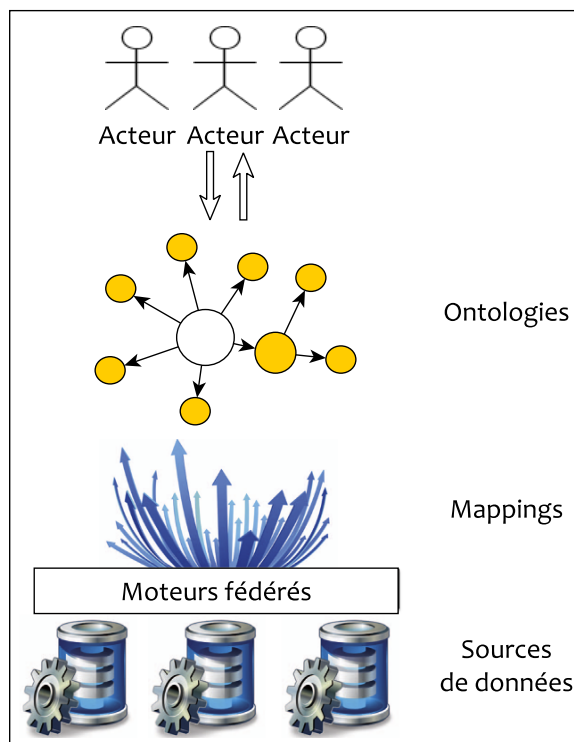 Acteur Acteur Acteur
Ontologies
Mappings
Moteurs fédérés
Sources
de données